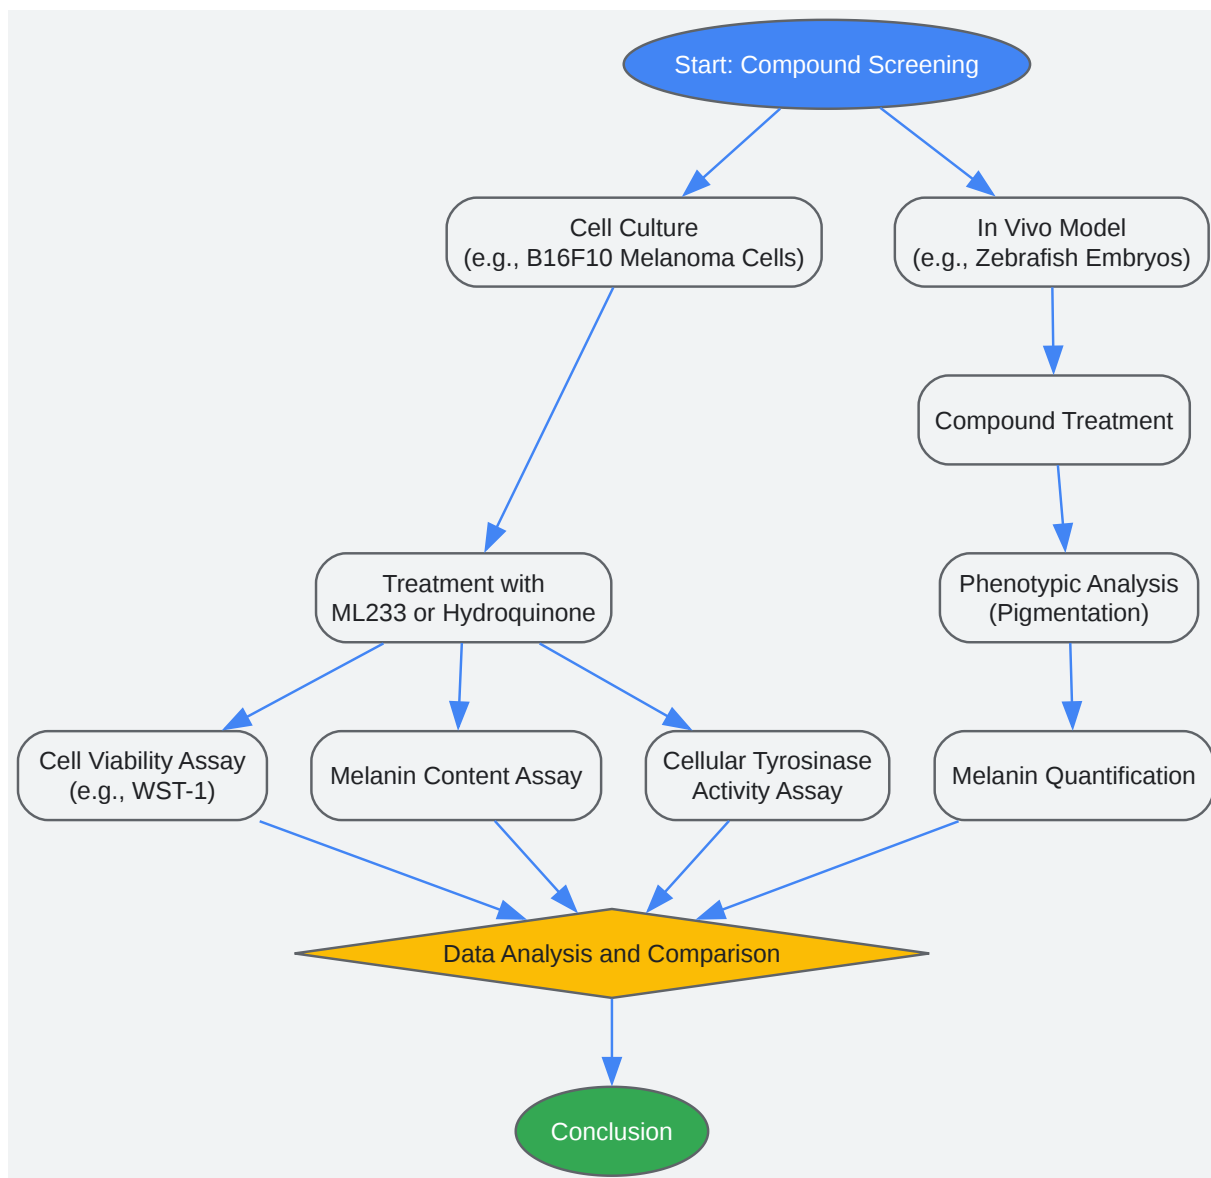 Start: Compound Screening
Cell Culture
(e.g., B16F10 Melanoma Cells)
In Vivo Model
(e.g., Zebrafish Embryos)
Compound Treatment
Treatment with
ML233 or Hydroquinone
Phenotypic Analysis
(Pigmentation)
Cell Viability Assay
(e.g., WST-1)
Melanin Content Assay
Cellular Tyrosinase
Activity Assay
Melanin Quantification
Data Analysis and Comparison
Conclusion